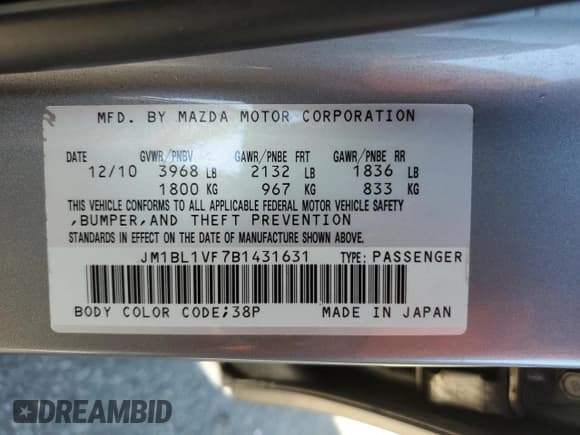 MFD. BY MAZDA MOTOR CORPORATION
DATE GVWR/PNBV GAWR/PNBE FRT GAWR/PNBE RR
12/10 3968 LB 2132 LB 1836 LB
1800 KG 967 KG 833 KG
THIS VEHICLE CONFORMS TO ALL APPLICABLE FEDERAL MOTOR VEHICLE SAFETY
,BUMPER,AND THEFT PREVENTION
STANDARDS IN EFFECT ON THE DATE OF MANUFACTURE SHOWN ABOVE.
JM1BL1VF7B1431631 TYPE: PASSENGER
BODY COLOR CODE;38P MADE IN JAPAN
DREAMBID